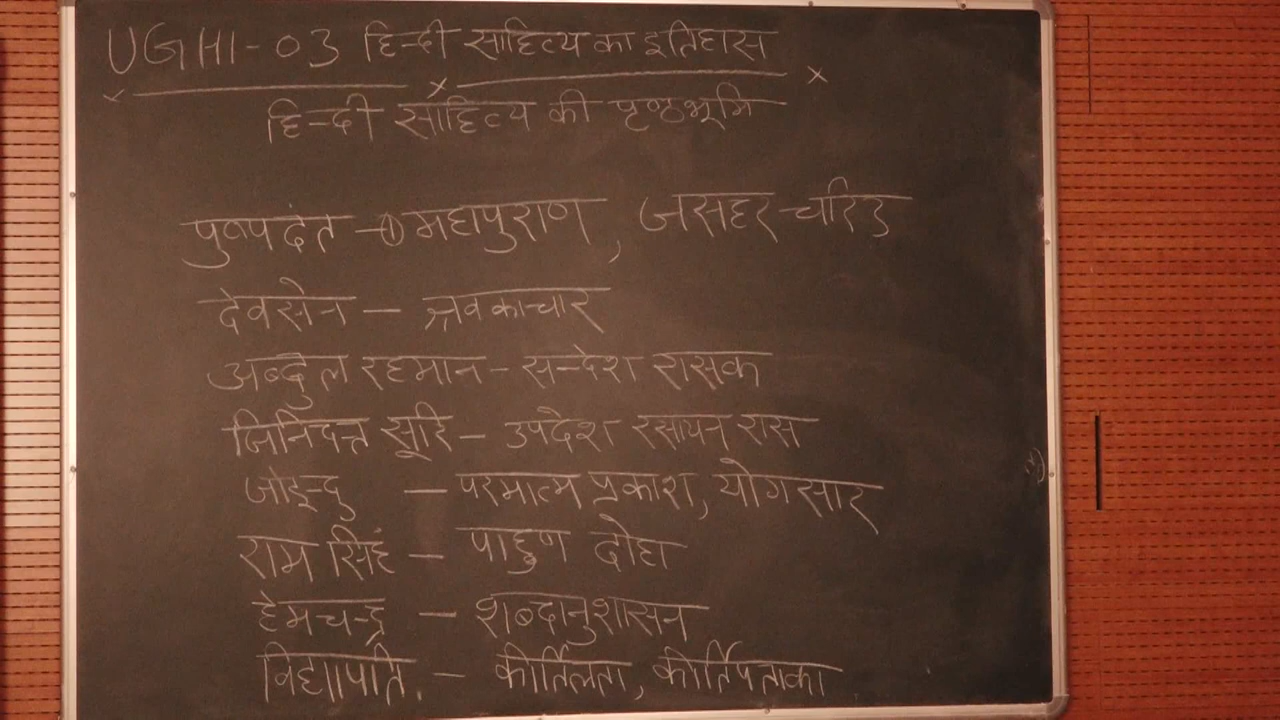 UGHI-03 हिन्दी साहित्य का इतिहास
हिन्दी साहित्य की पृष्ठभूमि
पुष्पदंत → महापुराण, जसहर-चरिउ
देवसेन - श्रावकाचार
अब्दुल रहमान - सन्देश रासक
जिनिदत्त सूरि - उपदेश रसायन रास
जोइन्दु - परमात्म प्रकाश, योगसार
राम सिहं - पाहुण दोहा
हेमचन्द्र - शब्दानुशासन
विद्यापति. - कीर्तिलता, कीर्तिपताका